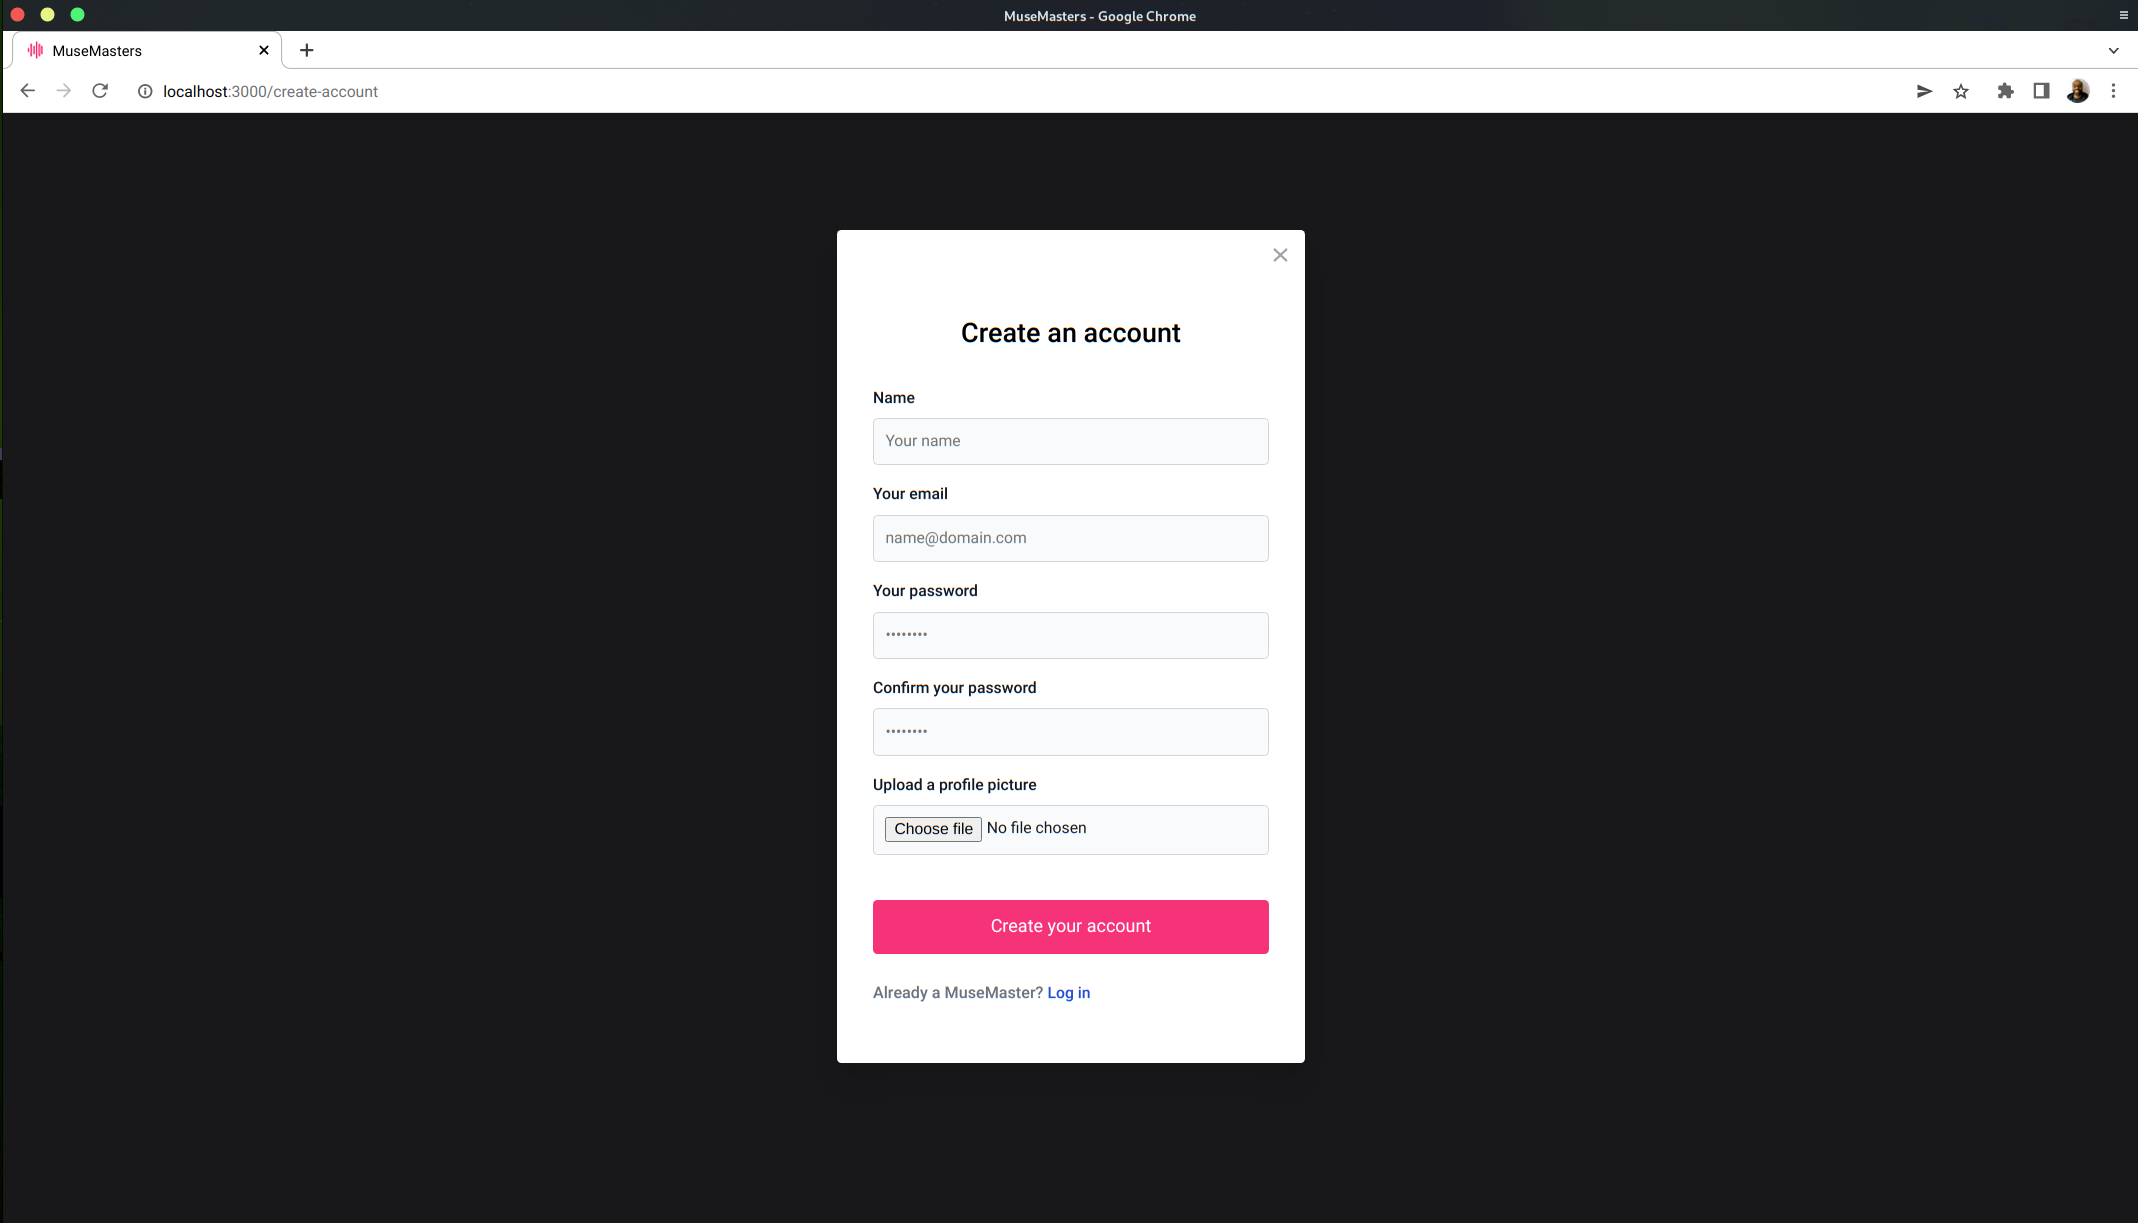 MuseMasters - Google Chrome
MuseMasters
localhost:3000/create-account
Create an account
Name
Your name
Your email
name@domain.com
Your password
••••••••
Confirm your password
••••••••
Upload a profile picture
Choose file No file chosen
Create your account
Already a MuseMaster? Log in